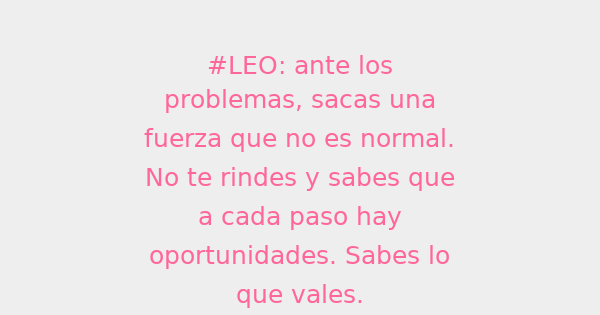 #LEO: ante los
problemas, sacas una
fuerza que no es normal.
No te rindes y sabes que
a cada paso hay
oportunidades. Sabes lo
que vales.